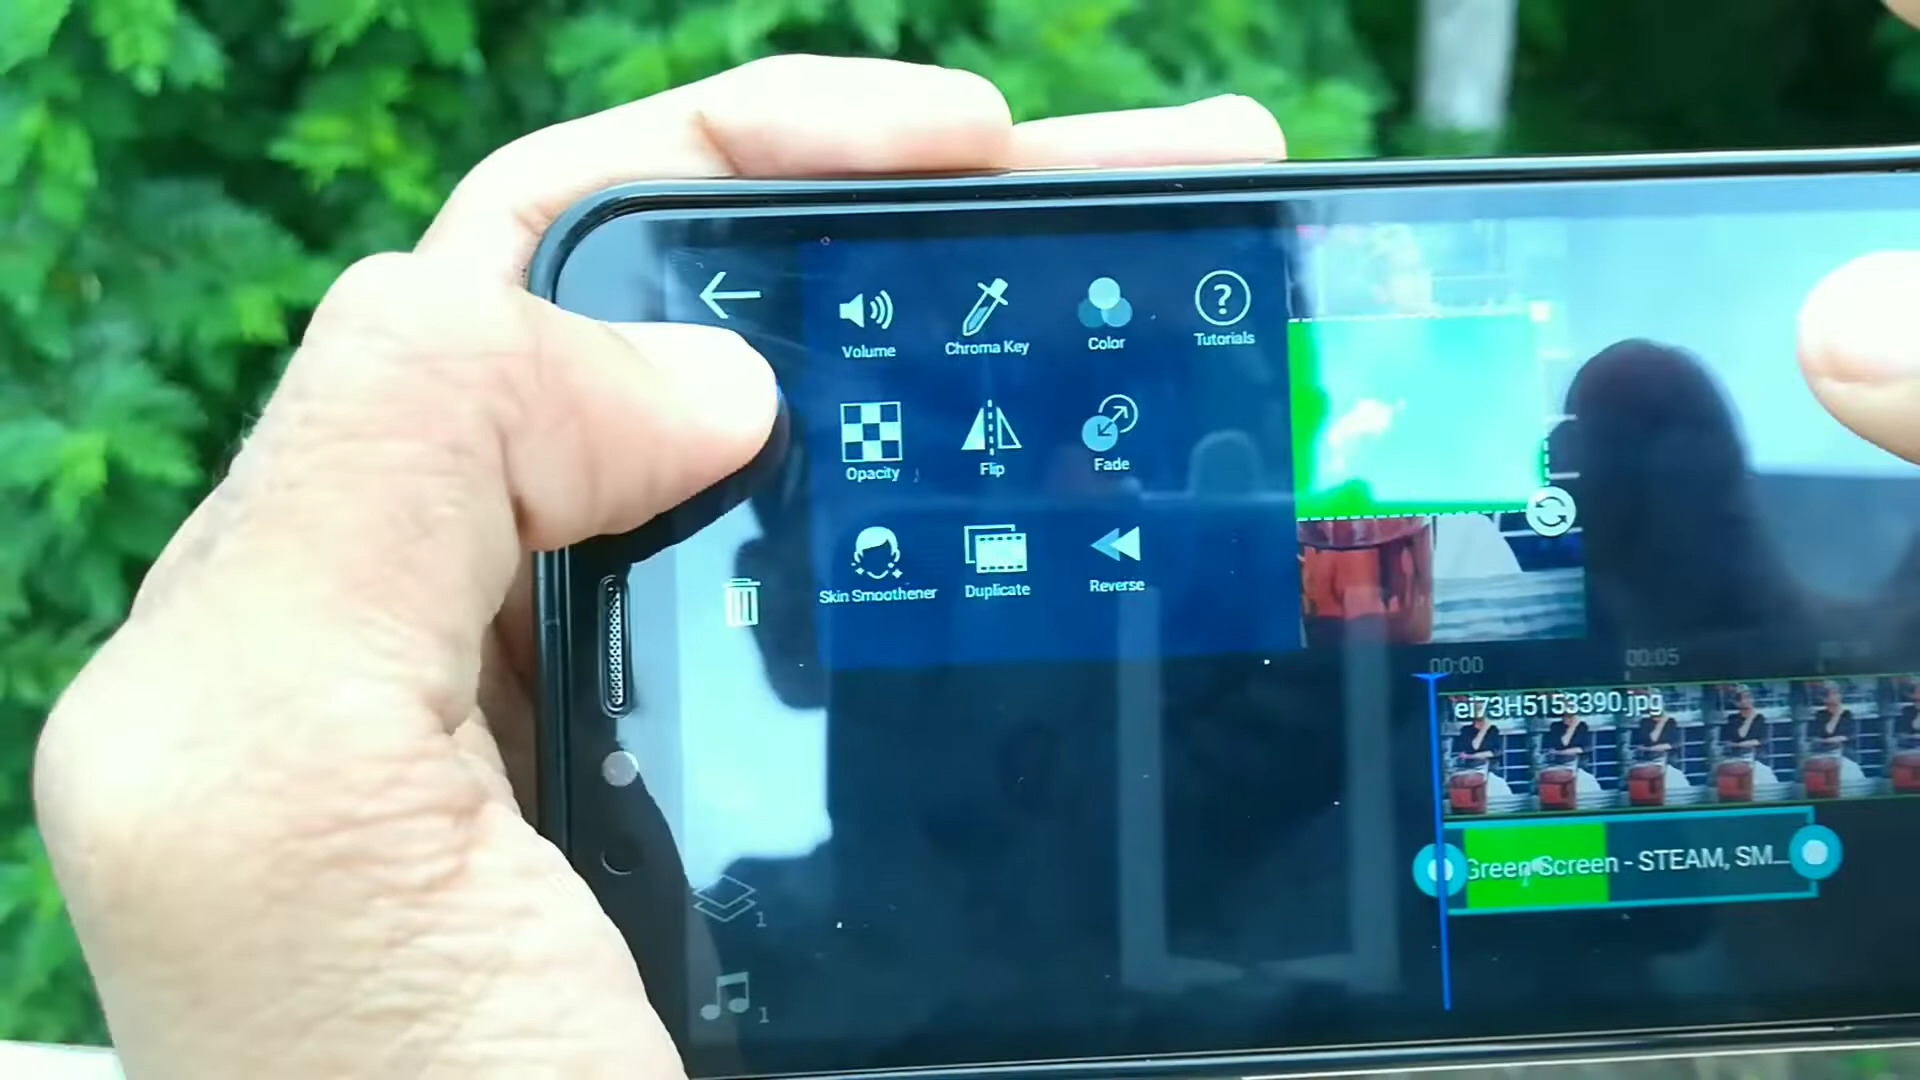 Volume
Chroma Key
Color
?
Tutorials
Opacity
Flip
Fade
Skin Smoothener
Duplicate
Reverse
00:00
00:05
ei73H5153390.jpg
Green Screen - STEAM, SM...
1
1